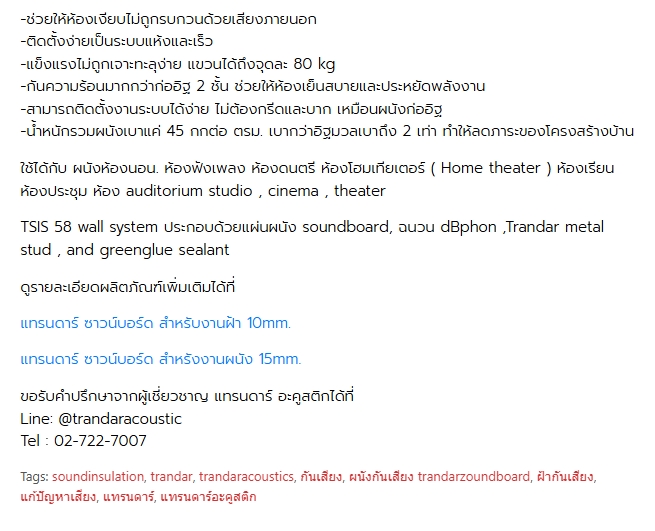 -ช่วยให้ห้องเงียบไม่ถูกรบกวนด้วยเสียงภายนอก
-ติดตั้งง่ายเป็นระบบแห้งและเร็ว
-แข็งแรงไม่ถูกเจาะทะลุง่าย แขวนได้ถึงจุดละ 80 kg
-กันความร้อนมากกว่าก่ออิฐ 2 ชั้น ช่วยให้ห้องเย็นสบายและประหยัดพลังงาน
-สามารถติดตั้งงานระบบได้ง่าย ไม่ต้องกรีดและบาก เหมือนผนังก่ออิฐ
-น้ำหนักรวมผนังเบาแค่ 45 กกต่อ ตรม. เบากว่าอิฐมวลเบาถึง 2 เท่า ทำให้ลดภาระของโครงสร้างบ้าน
ใช้ได้กับ ผนังห้องนอน. ห้องฟังเพลง ห้องดนตรี ห้องโฮมเทียเตอร์ ( Home theater ) ห้องเรียน
ห้องประชุม ห้อง auditorium studio , cinema , theater
TSIS 58 wall system ประกอบด้วยแผ่นผนัง soundboard, ฉนวน dBphon ,Trandar metal
stud , and greenglue sealant
ดูรายละเอียดผลิตภัณฑ์เพิ่มเติมได้ที่
แทรนดาร์ ซาวน์บอร์ด สำหรับงานฝ้า 10mm.
แทรนดาร์ ซาวน์บอร์ด สำหรังงานผนัง 15mm.
ขอรับคำปรึกษาจากผู้เชี่ยวชาญ แทรนดาร์ อะคูสติกได้ที่
Line: @trandaracoustic
Tel : 02-722-7007
Tags: soundinsulation, trandar, trandaracoustics, กันเสียง, ผนังกันเสียง trandarzoundboard, ฝ้ากันเสียง,
แก้ปัญหาเสียง, แทรนดาร์, แทรนดาร์อะคูสติก